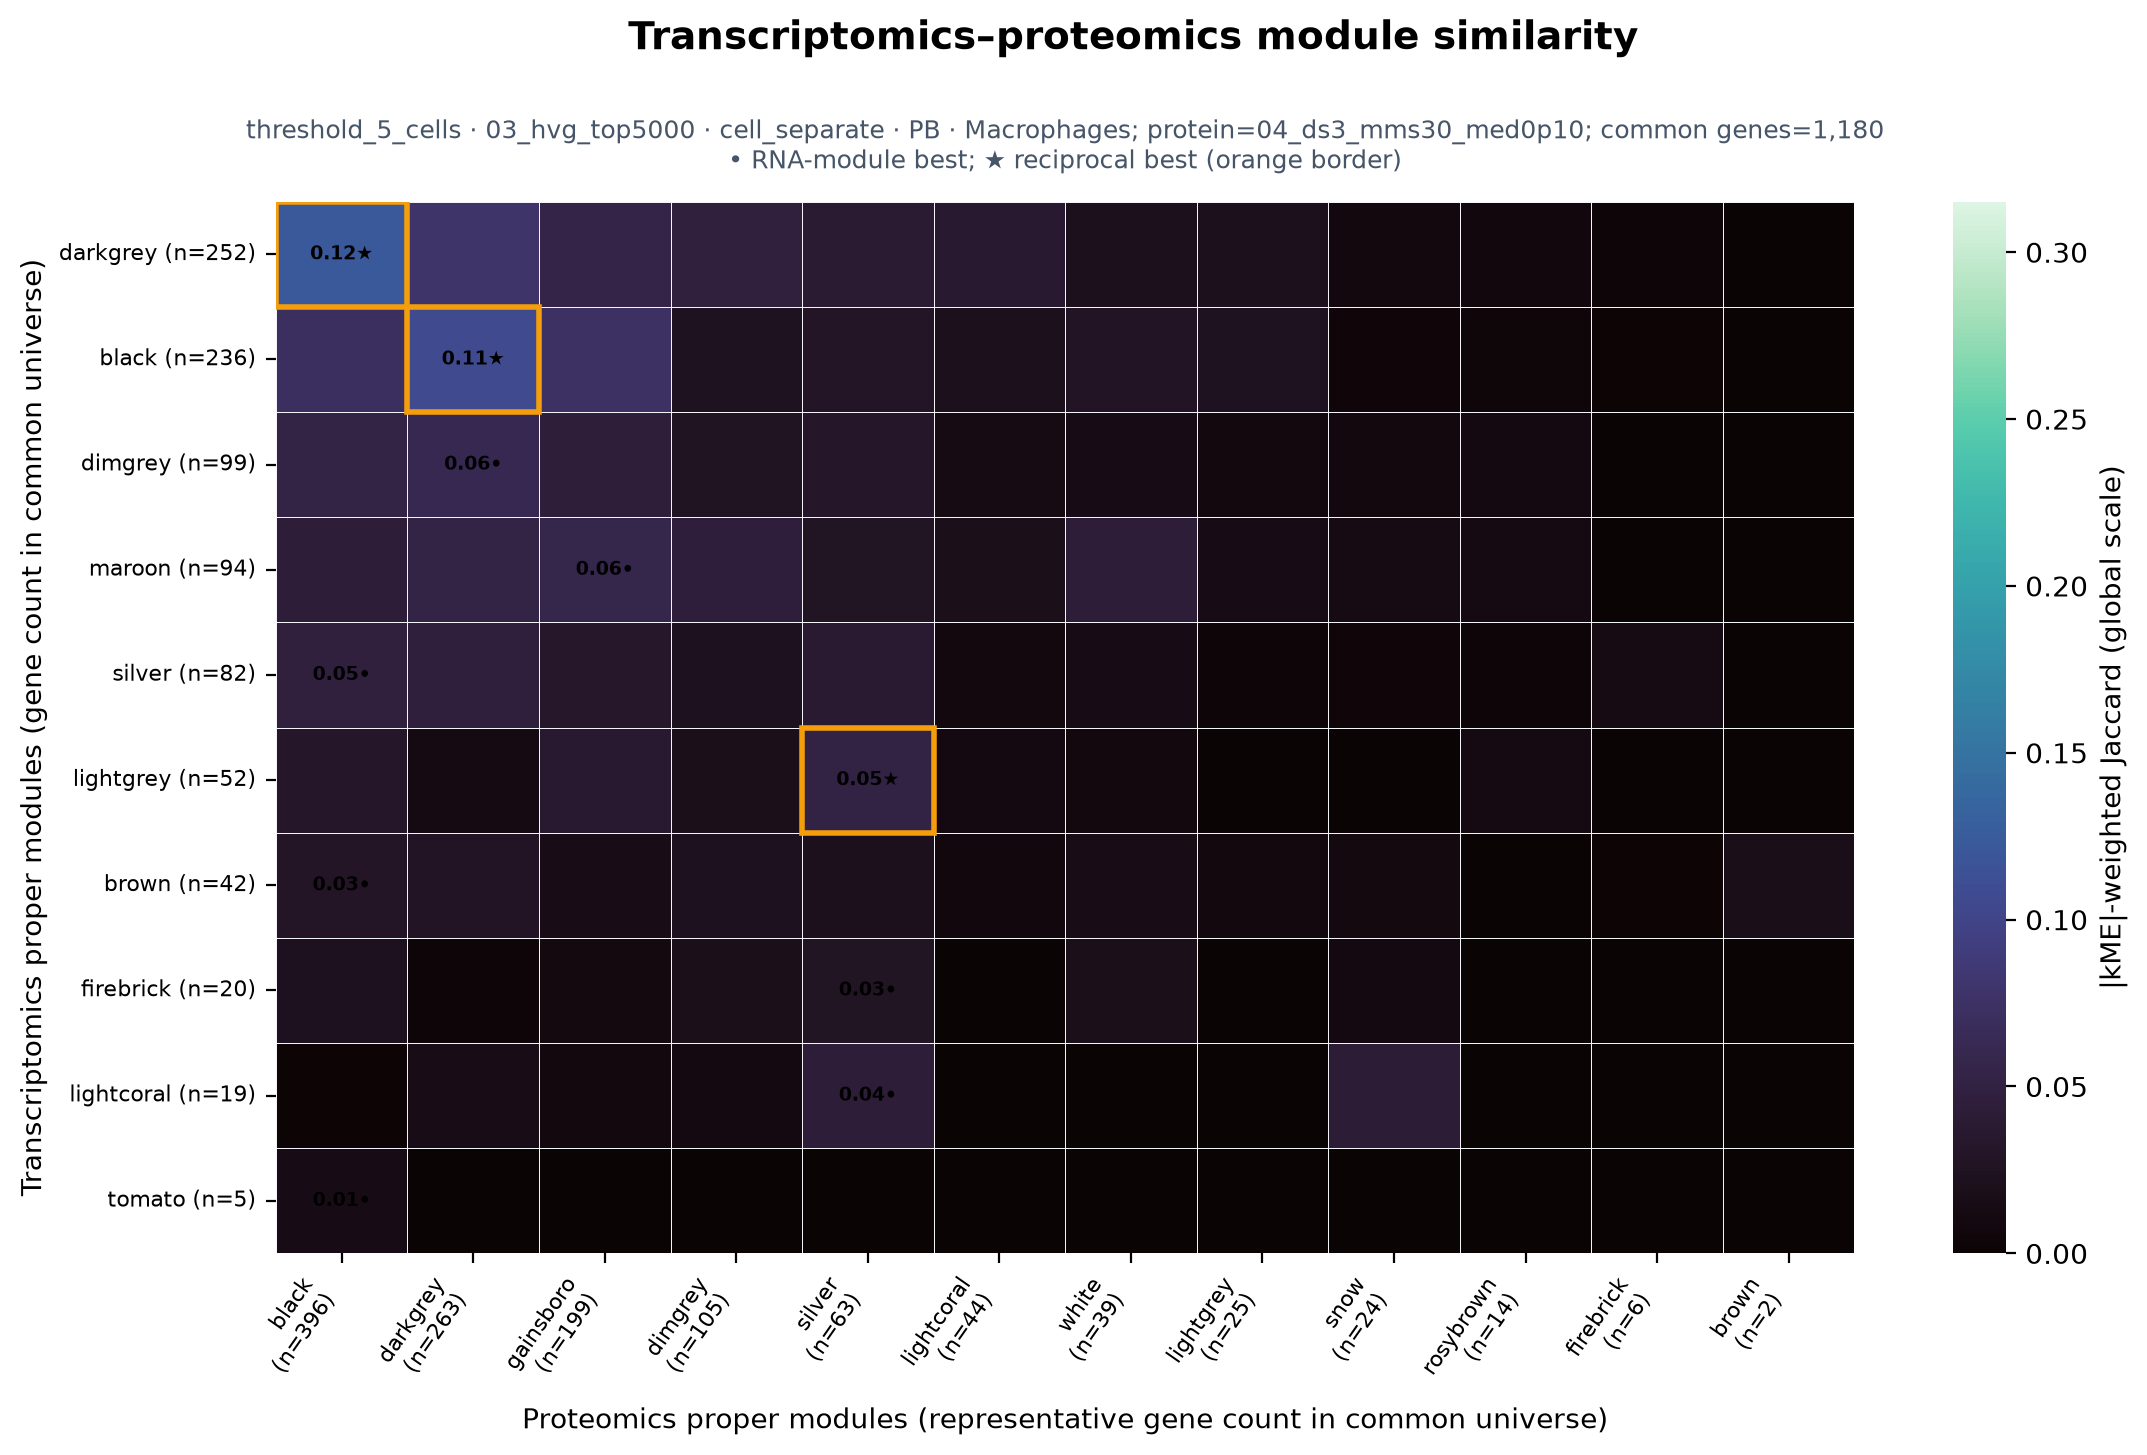 Transcriptomics–proteomics module similarity
threshold_5_cells · 03_hvg_top5000 · cell_separate · PB · Macrophages; protein=04_ds3_mms30_med0p10; common genes=1,180
• RNA-module best; ★ reciprocal best (orange border)
Transcriptomics proper modules (gene count in common universe)
darkgrey (n=252)
black (n=236)
dimgrey (n=99)
maroon (n=94)
silver (n=82)
lightgrey (n=52)
brown (n=42)
firebrick (n=20)
lightcoral (n=19)
tomato (n=5)
0.12★
0.11★
0.06•
0.06•
0.05•
0.05★
0.03•
0.03•
0.04•
0.01•
black
(n=396)
darkgrey
(n=263)
gainsboro
(n=199)
dimgrey
(n=105)
silver
(n=63)
lightcoral
(n=44)
white
(n=39)
lightgrey
(n=25)
snow
(n=24)
rosybrown
(n=14)
firebrick
(n=6)
brown
(n=2)
Proteomics proper modules (representative gene count in common universe)
0.30
0.25
0.20
0.15
0.10
0.05
0.00
|kME|-weighted Jaccard (global scale)